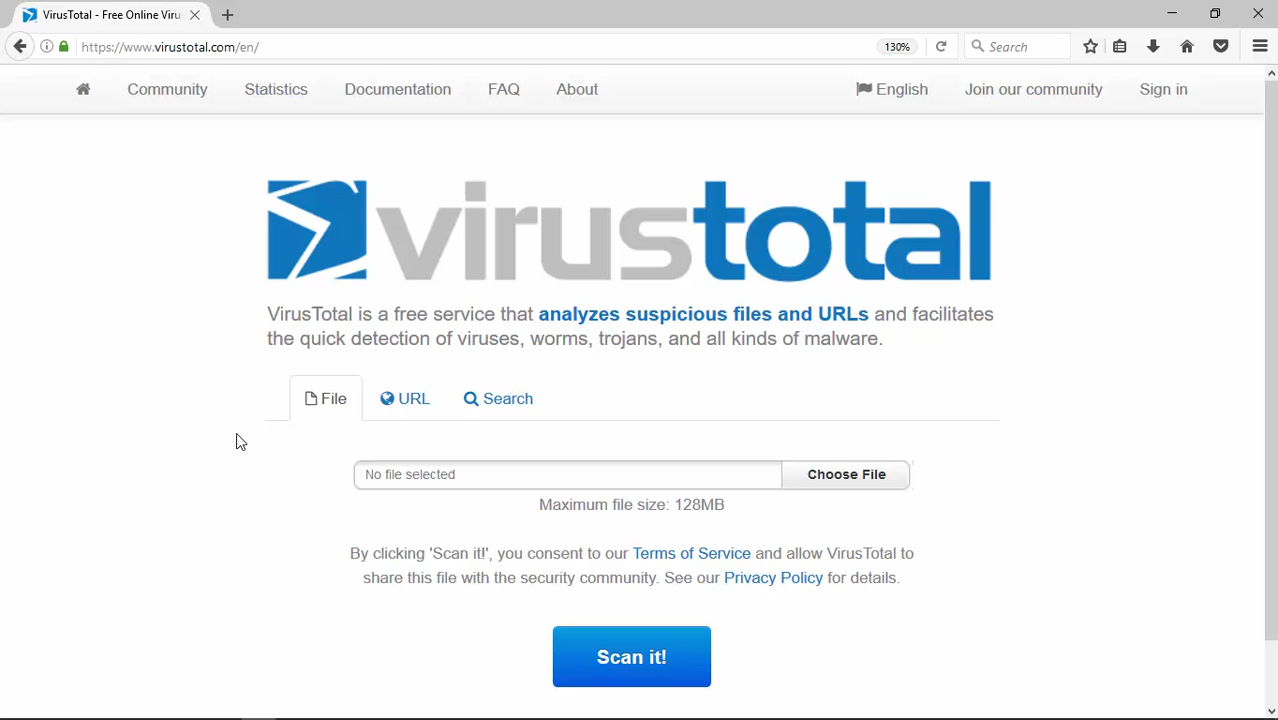 VirusTotal - Free Online Viru
https://www.virustotal.com/en/
130%
Search
Community
Statistics
Documentation
FAQ
About
English
Join our community
Sign in
virustotal
VirusTotal is a free service that analyzes suspicious files and URLs and facilitates
the quick detection of viruses, worms, trojans, and all kinds of malware.
File
URL
Search
No file selected
Choose File
Maximum file size: 128MB
By clicking 'Scan it!', you consent to our Terms of Service and allow VirusTotal to
share this file with the security community. See our Privacy Policy for details.
Scan it!